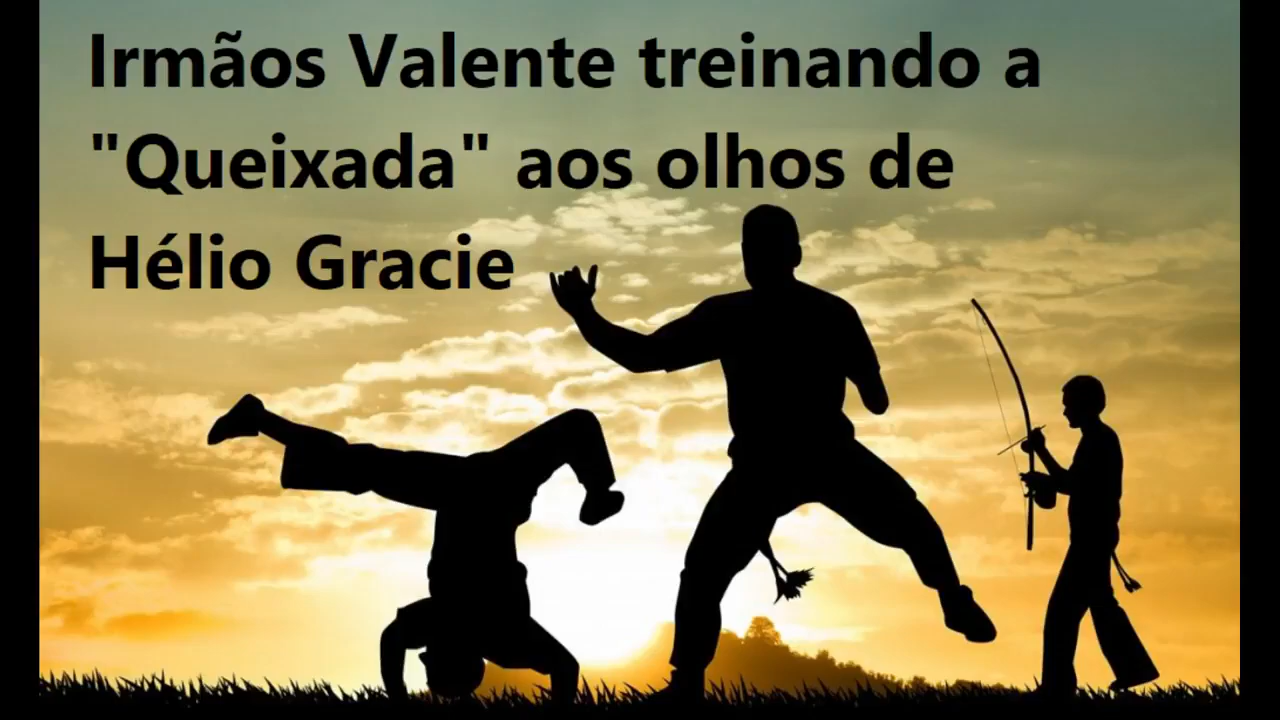 Irmãos Valente treinando a
"Queixada" aos olhos de
Hélio Gracie